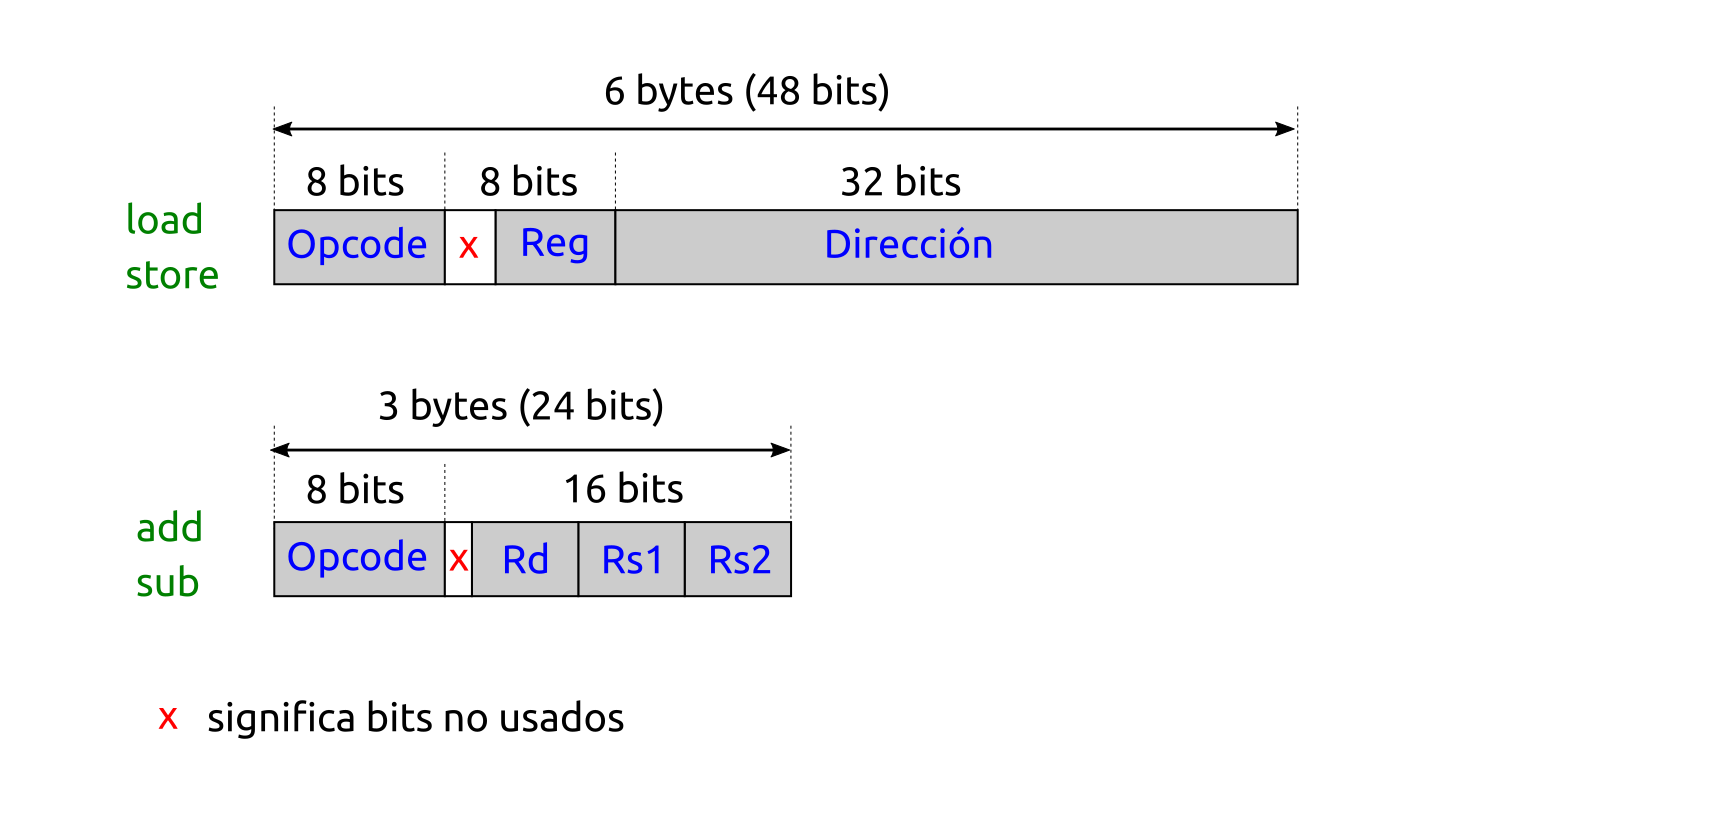 6 bytes (48 bits)
8 bits 8 bits 32 bits
load
store
Opcode x Reg Dirección
3 bytes (24 bits)
8 bits 16 bits
add
sub
Opcode x Rd Rs1 Rs2
x significa bits no usados